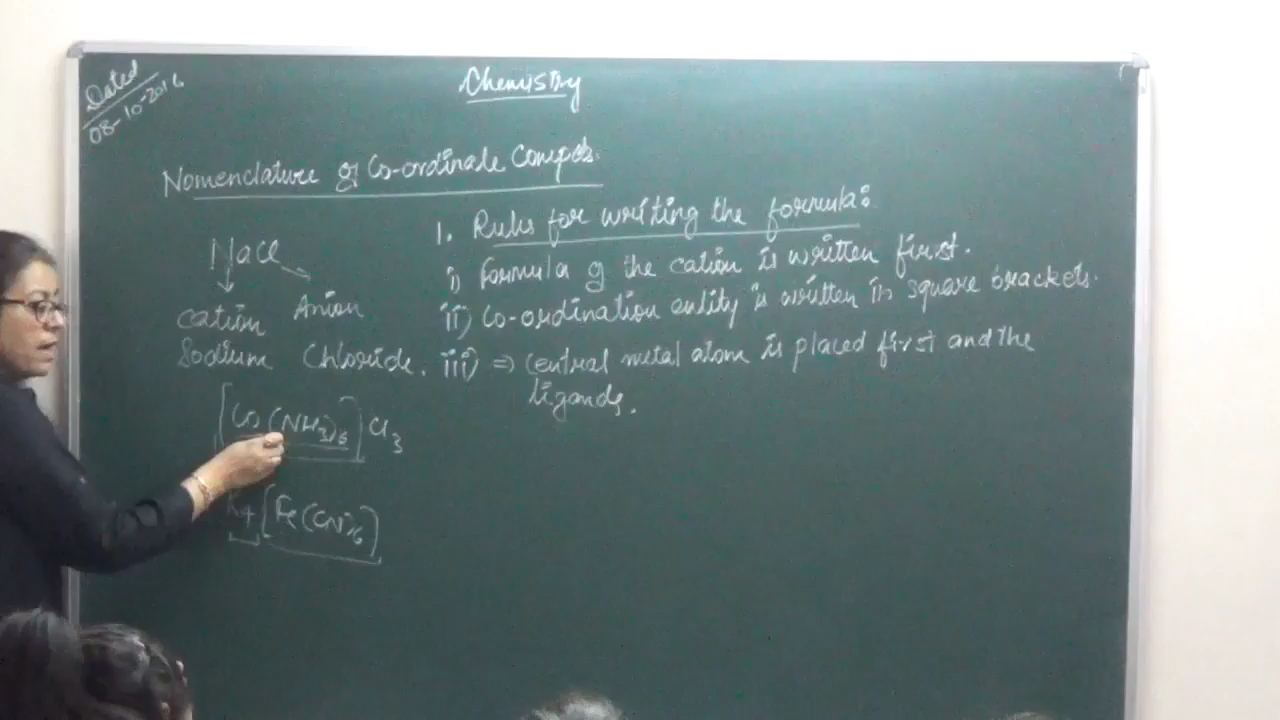 Dated
08-10-2016
Chemistry
Nomenclature of Co-ordinate Compds.
NaCl
cation Anion
Sodium Chloride.
[Co(NH3)6]Cl3
K4[Fe(CN)6]
1. Rules for writing the formula:
i) Formula of the cation is written first.
ii) Co-ordination entity is written in square brackets.
iii) ⇒ Central metal atom is placed first and the
ligands.